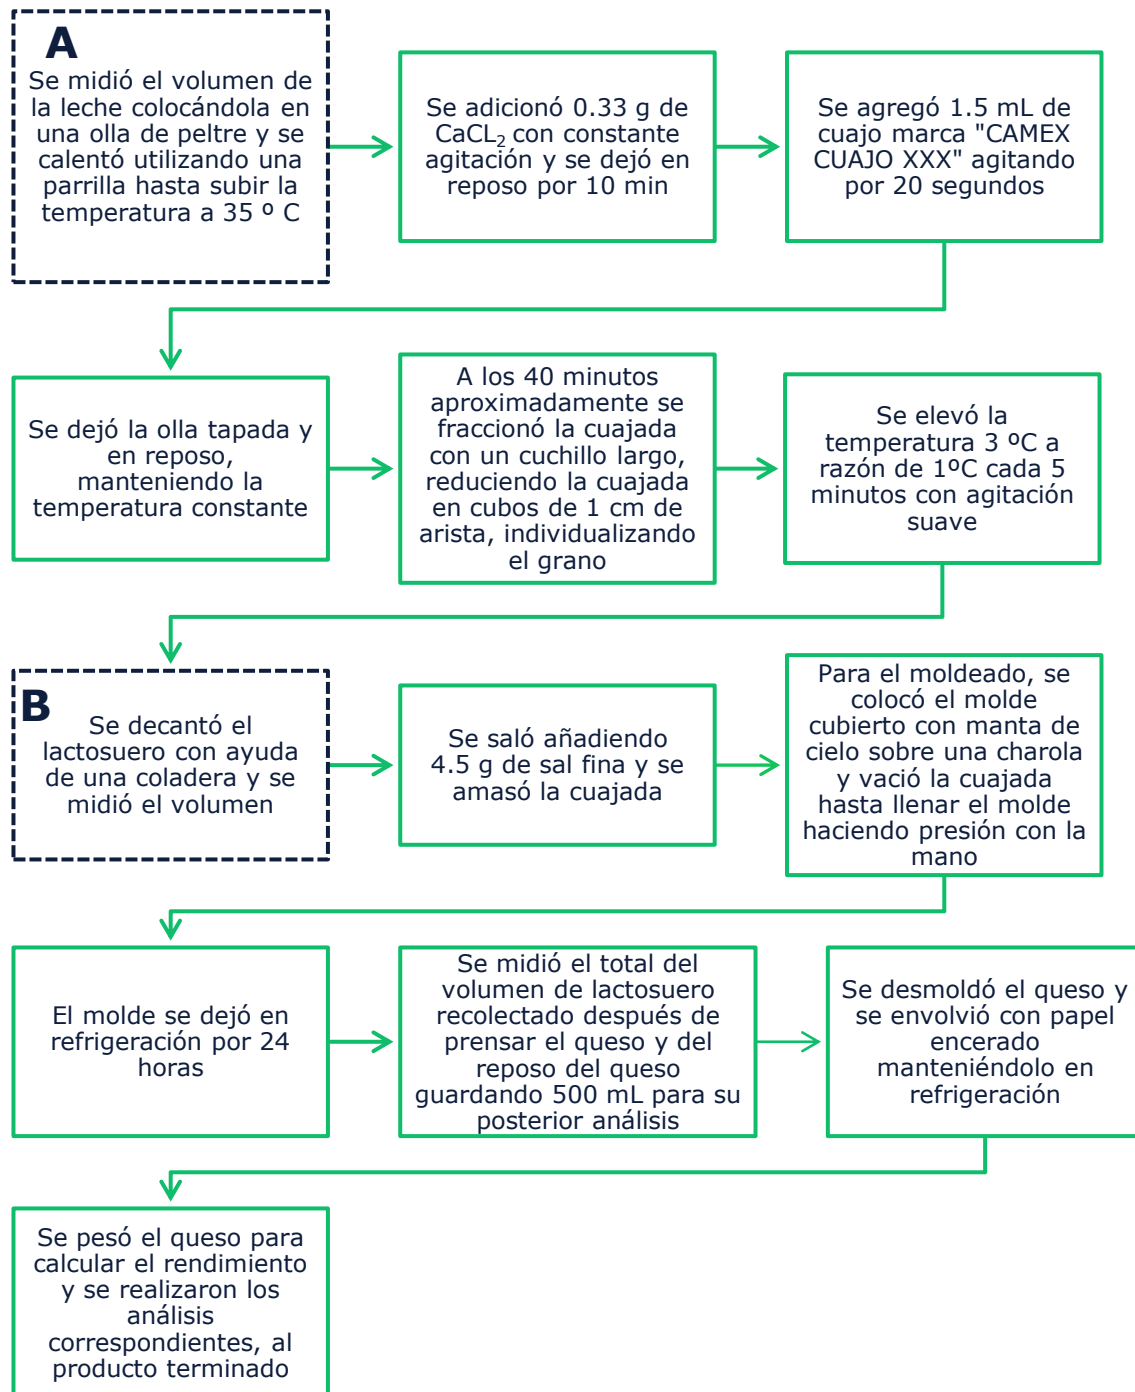 A
Se midió el volumen de
la leche colocándola en
una olla de peltre y se
calentó utilizando una
parrilla hasta subir la
temperatura a 35 º C
Se adicionó 0.33 g de
CaCL₂ con constante
agitación y se dejó en
reposo por 10 min
Se agregó 1.5 mL de
cuajo marca "CAMEX
CUAJO XXX" agitando
por 20 segundos
Se dejó la olla tapada y
en reposo,
manteniendo la
temperatura constante
A los 40 minutos
aproximadamente se
fraccionó la cuajada
con un cuchillo largo,
reduciendo la cuajada
en cubos de 1 cm de
arista, individualizando
el grano
Se elevó la
temperatura 3 ºC a
razón de 1ºC cada 5
minutos con agitación
suave
B
Se decantó el
lactosuero con ayuda
de una coladera y se
midió el volumen
Se saló añadiendo
4.5 g de sal fina y se
amasó la cuajada
Para el moldeado, se
colocó el molde
cubierto con manta de
cielo sobre una charola
y vació la cuajada
hasta llenar el molde
haciendo presión con la
mano
El molde se dejó en
refrigeración por 24
horas
Se midió el total del
volumen de lactosuero
recolectado después de
prensar el queso y del
reposo del queso
guardando 500 mL para su
posterior análisis
Se desmoldó el queso y
se envolvió con papel
encerado
manteniéndolo en
refrigeración
Se pesó el queso para
calcular el rendimiento
y se realizaron los
análisis
correspondientes, al
producto terminado